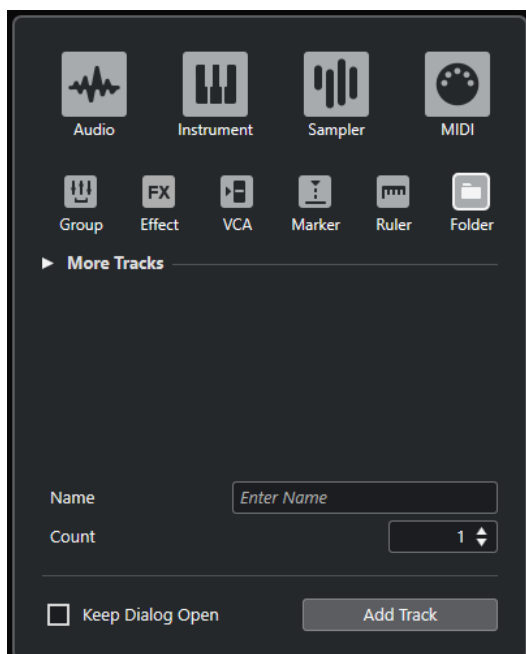 Audio Instrument Sampler MIDI
FX
Group Effect VCA Marker Ruler Folder
More Tracks
Name Enter Name
Count 1
Keep Dialog Open Add Track